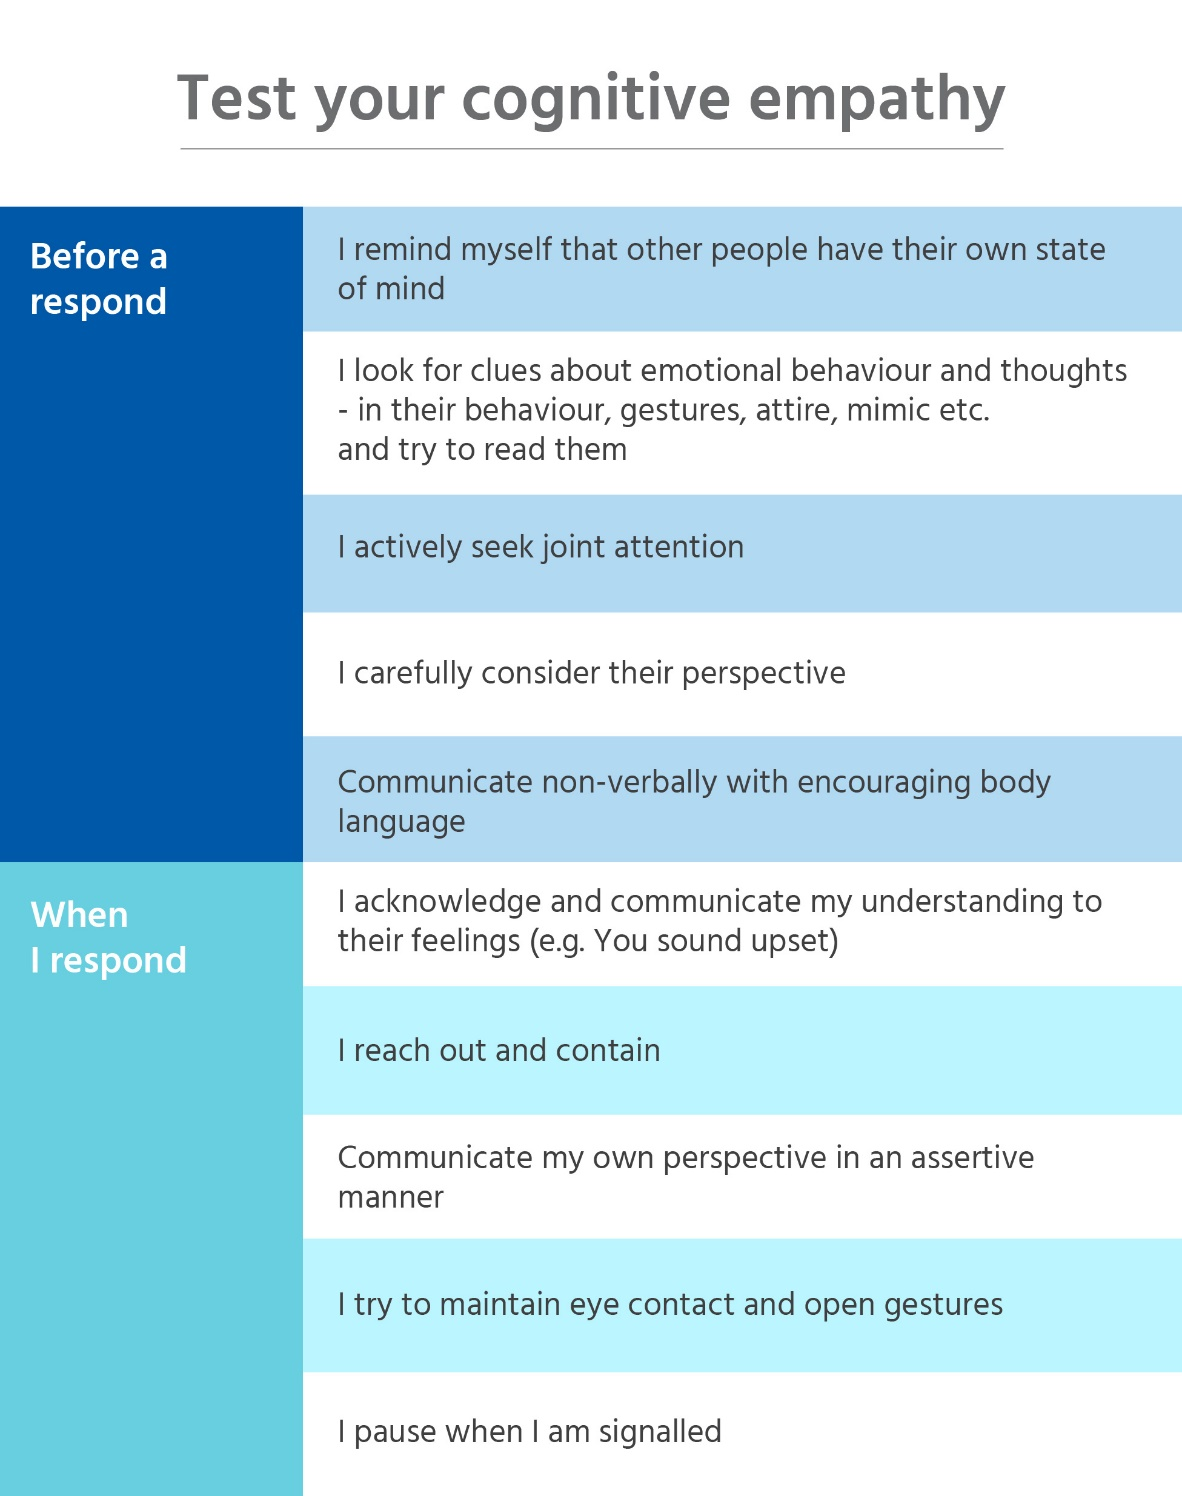 Test your cognitive empathy
Before a
respond
I remind myself that other people have their own state
of mind
I look for clues about emotional behaviour and thoughts
- in their behaviour, gestures, attire, mimic etc.
and try to read them
I actively seek joint attention
I carefully consider their perspective
Communicate non-verbally with encouraging body
language
When
I respond
I acknowledge and communicate my understanding to
their feelings (e.g. You sound upset)
I reach out and contain
Communicate my own perspective in an assertive
manner
I try to maintain eye contact and open gestures
I pause when I am signalled